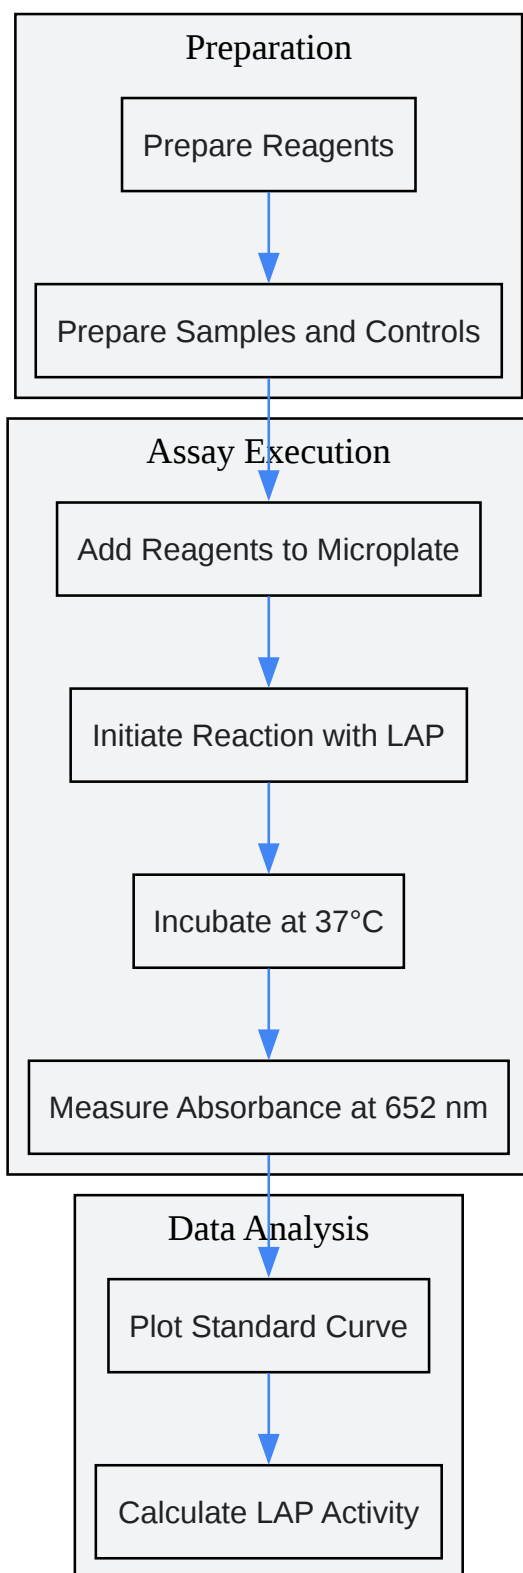 Preparation
Prepare Reagents
Prepare Samples and Controls
Assay Execution
Add Reagents to Microplate
Initiate Reaction with LAP
Incubate at 37°C
Measure Absorbance at 652 nm
Data Analysis
Plot Standard Curve
Calculate LAP Activity